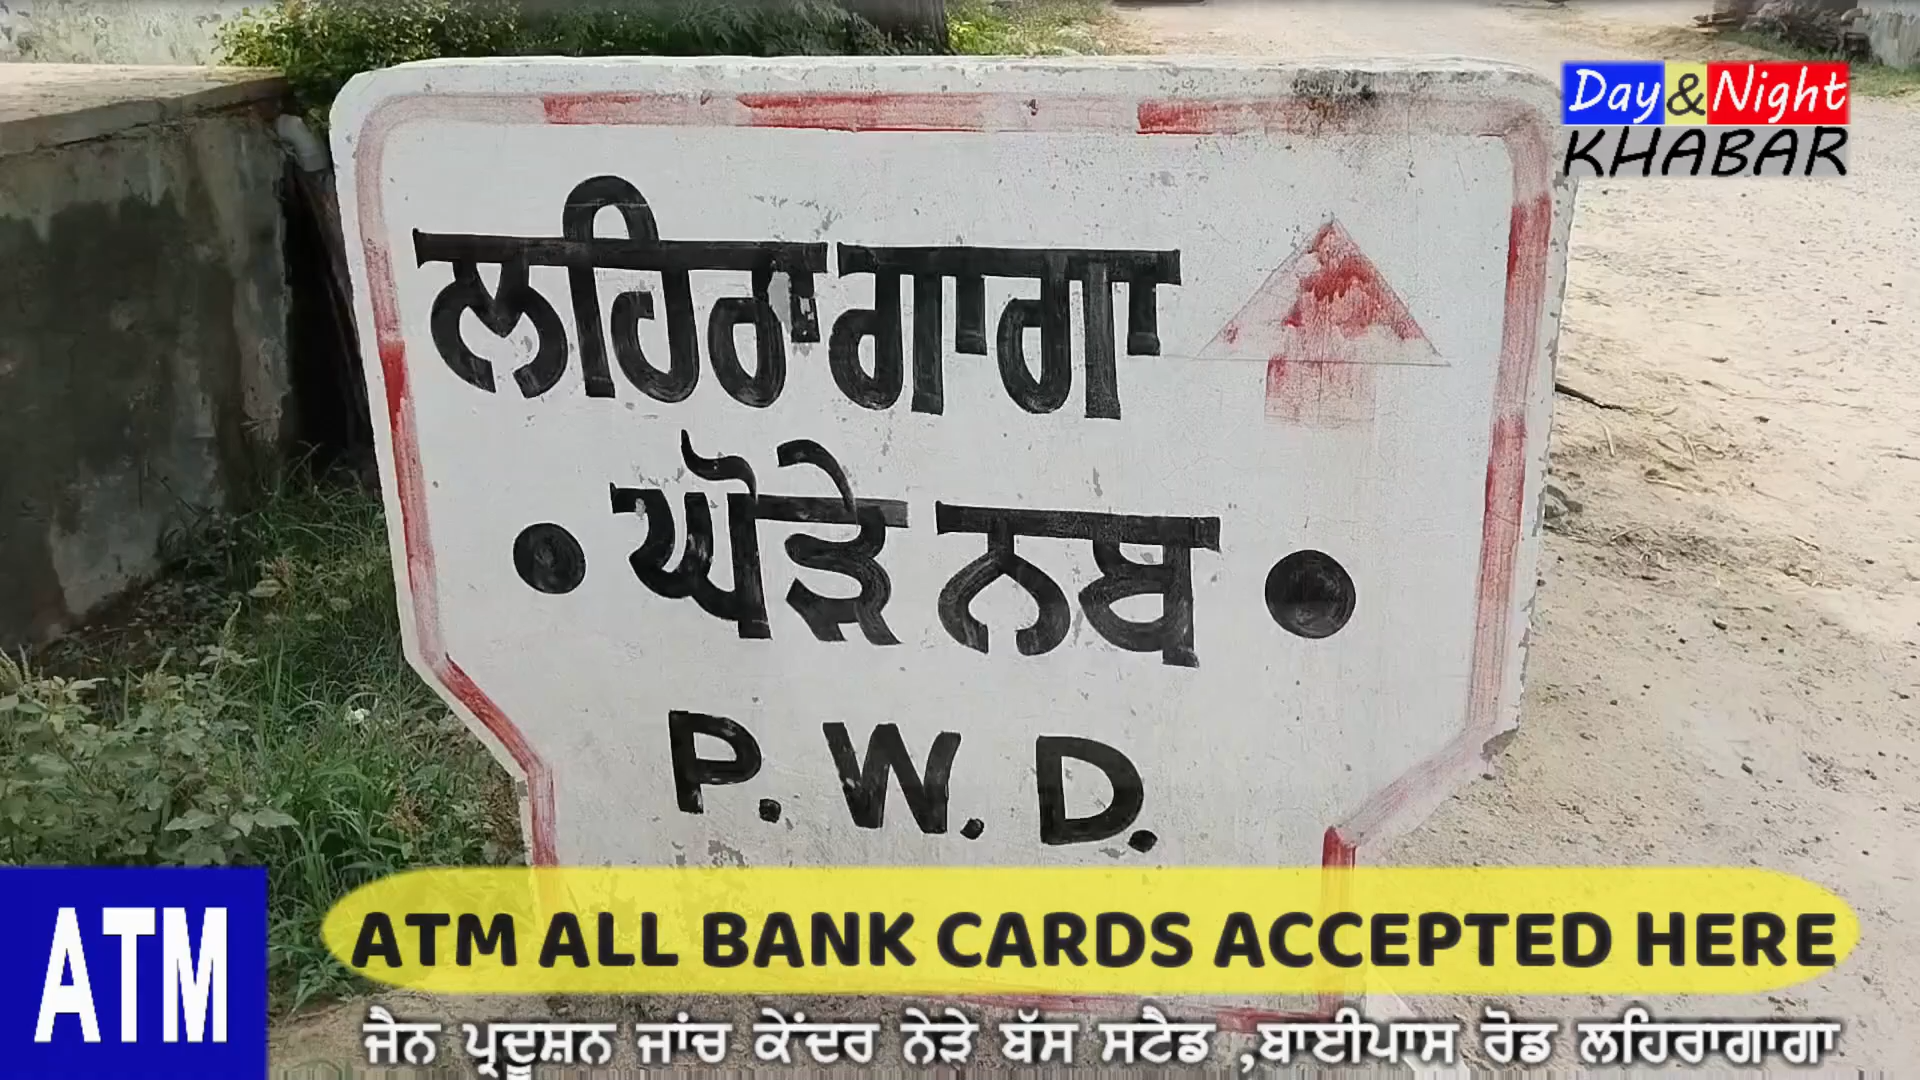 Day&Night
KHABAR
ਲਹਿਰਾਗਾਗਾ
• ਘੋੜੇ ਨਬ •
P. W. D.
ATM
ATM ALL BANK CARDS ACCEPTED HERE
ਜੈਨ ਪ੍ਰਦੂਸ਼ਨ ਜਾਂਚ ਕੇਂਦਰ ਨੇੜੇ ਬੱਸ ਸਟੈਡ ,ਬਾਈਪਾਸ ਰੋਡ ਲਹਿਰਾਗਾਗਾ